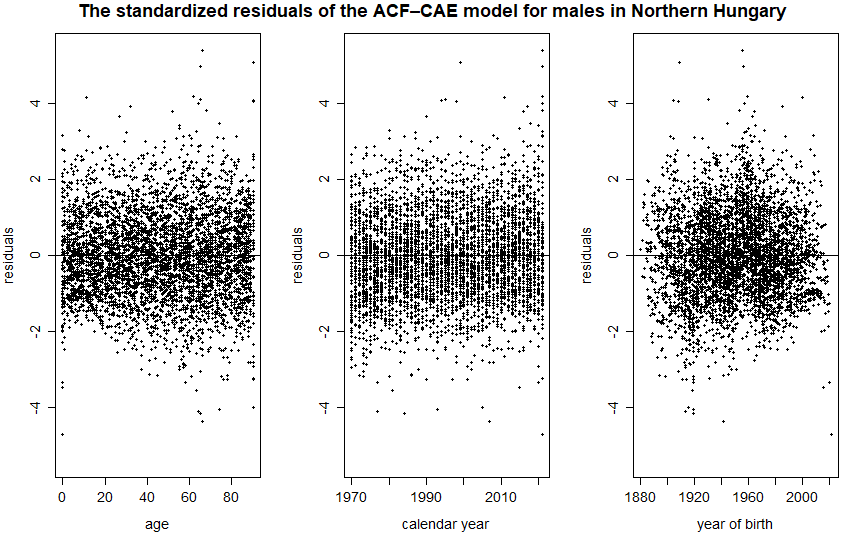 The standardized residuals of the ACF–CAE model for males in Northern Hungary
residuals
4
2
0
-2
-4
0 20 40 60 80
age
residuals
4
2
0
-2
-4
1970 1990 2010
calendar year
residuals
4
2
0
-2
-4
1880 1920 1960 2000
year of birth